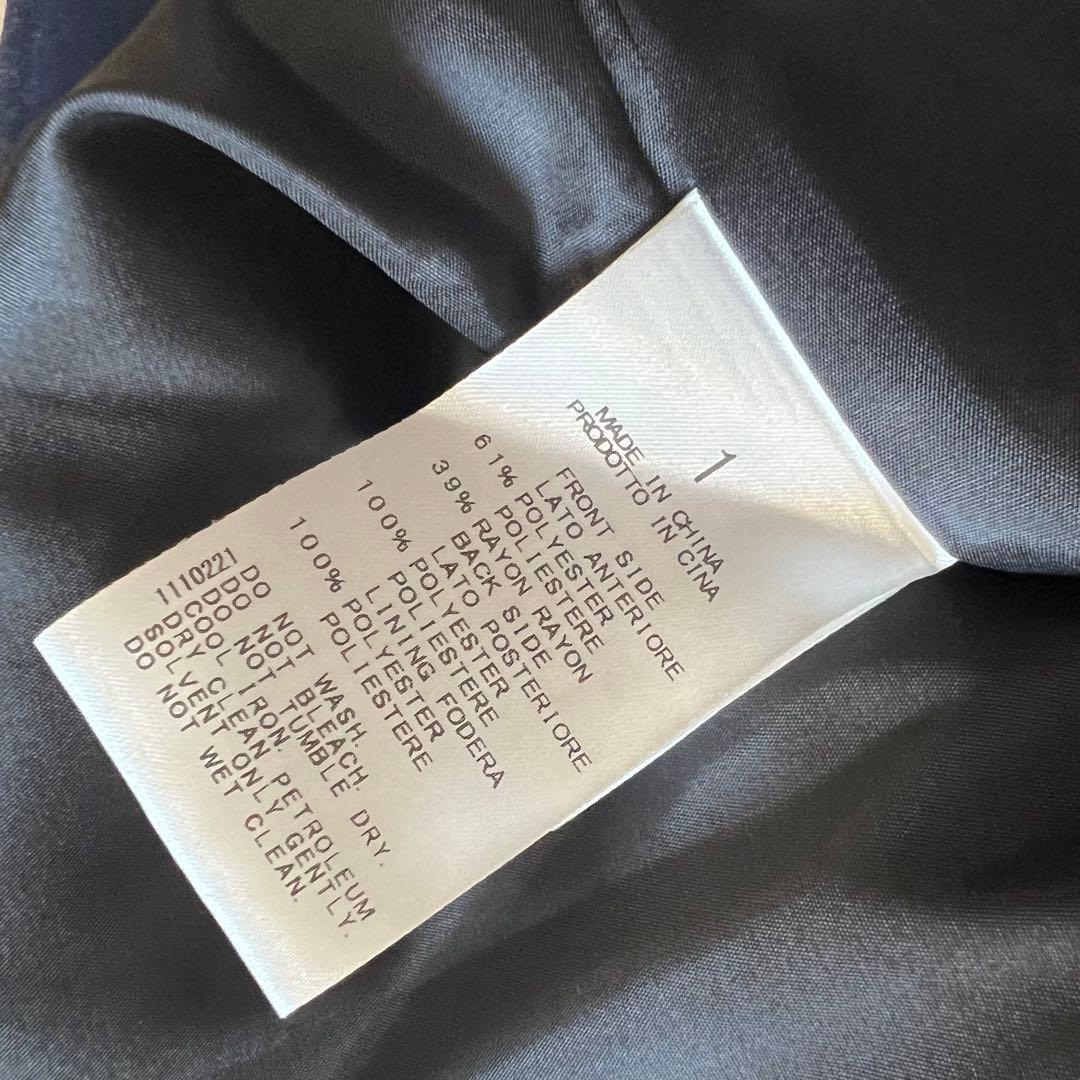 1
MADE IN CHINA
PRODOTTO IN CINA
FRONT SIDE
LATO ANTERIORE
61% POLYESTER
POLIESTERE
39% RAYON RAYON
BACK SIDE
LATO POSTERIORE
100% POLYESTER
POLIESTERE
LINING FODERA
100% POLYESTER
POLIESTERE
1110221
DO NOT WASH.
DO NOT BLEACH.
DO NOT TUMBLE DRY.
COOL IRON.
DRY CLEAN PETROLEUM
SOLVENT ONLY GENTLY.
DO NOT WET CLEAN.